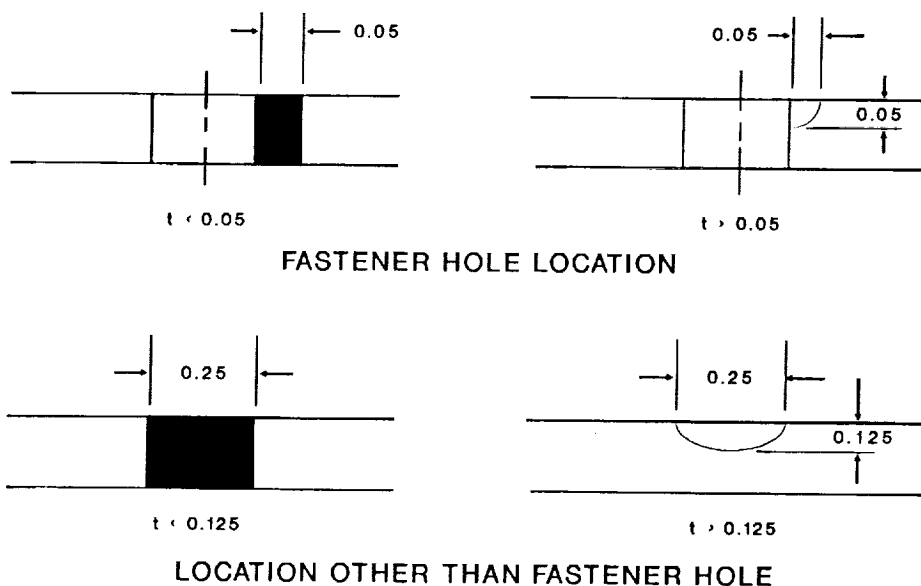 0.05
0.05
0.05
t < 0.05
t > 0.05
FASTENER HOLE LOCATION
0.25
0.25
0.125
t < 0.125
t > 0.125
LOCATION OTHER THAN FASTENER HOLE